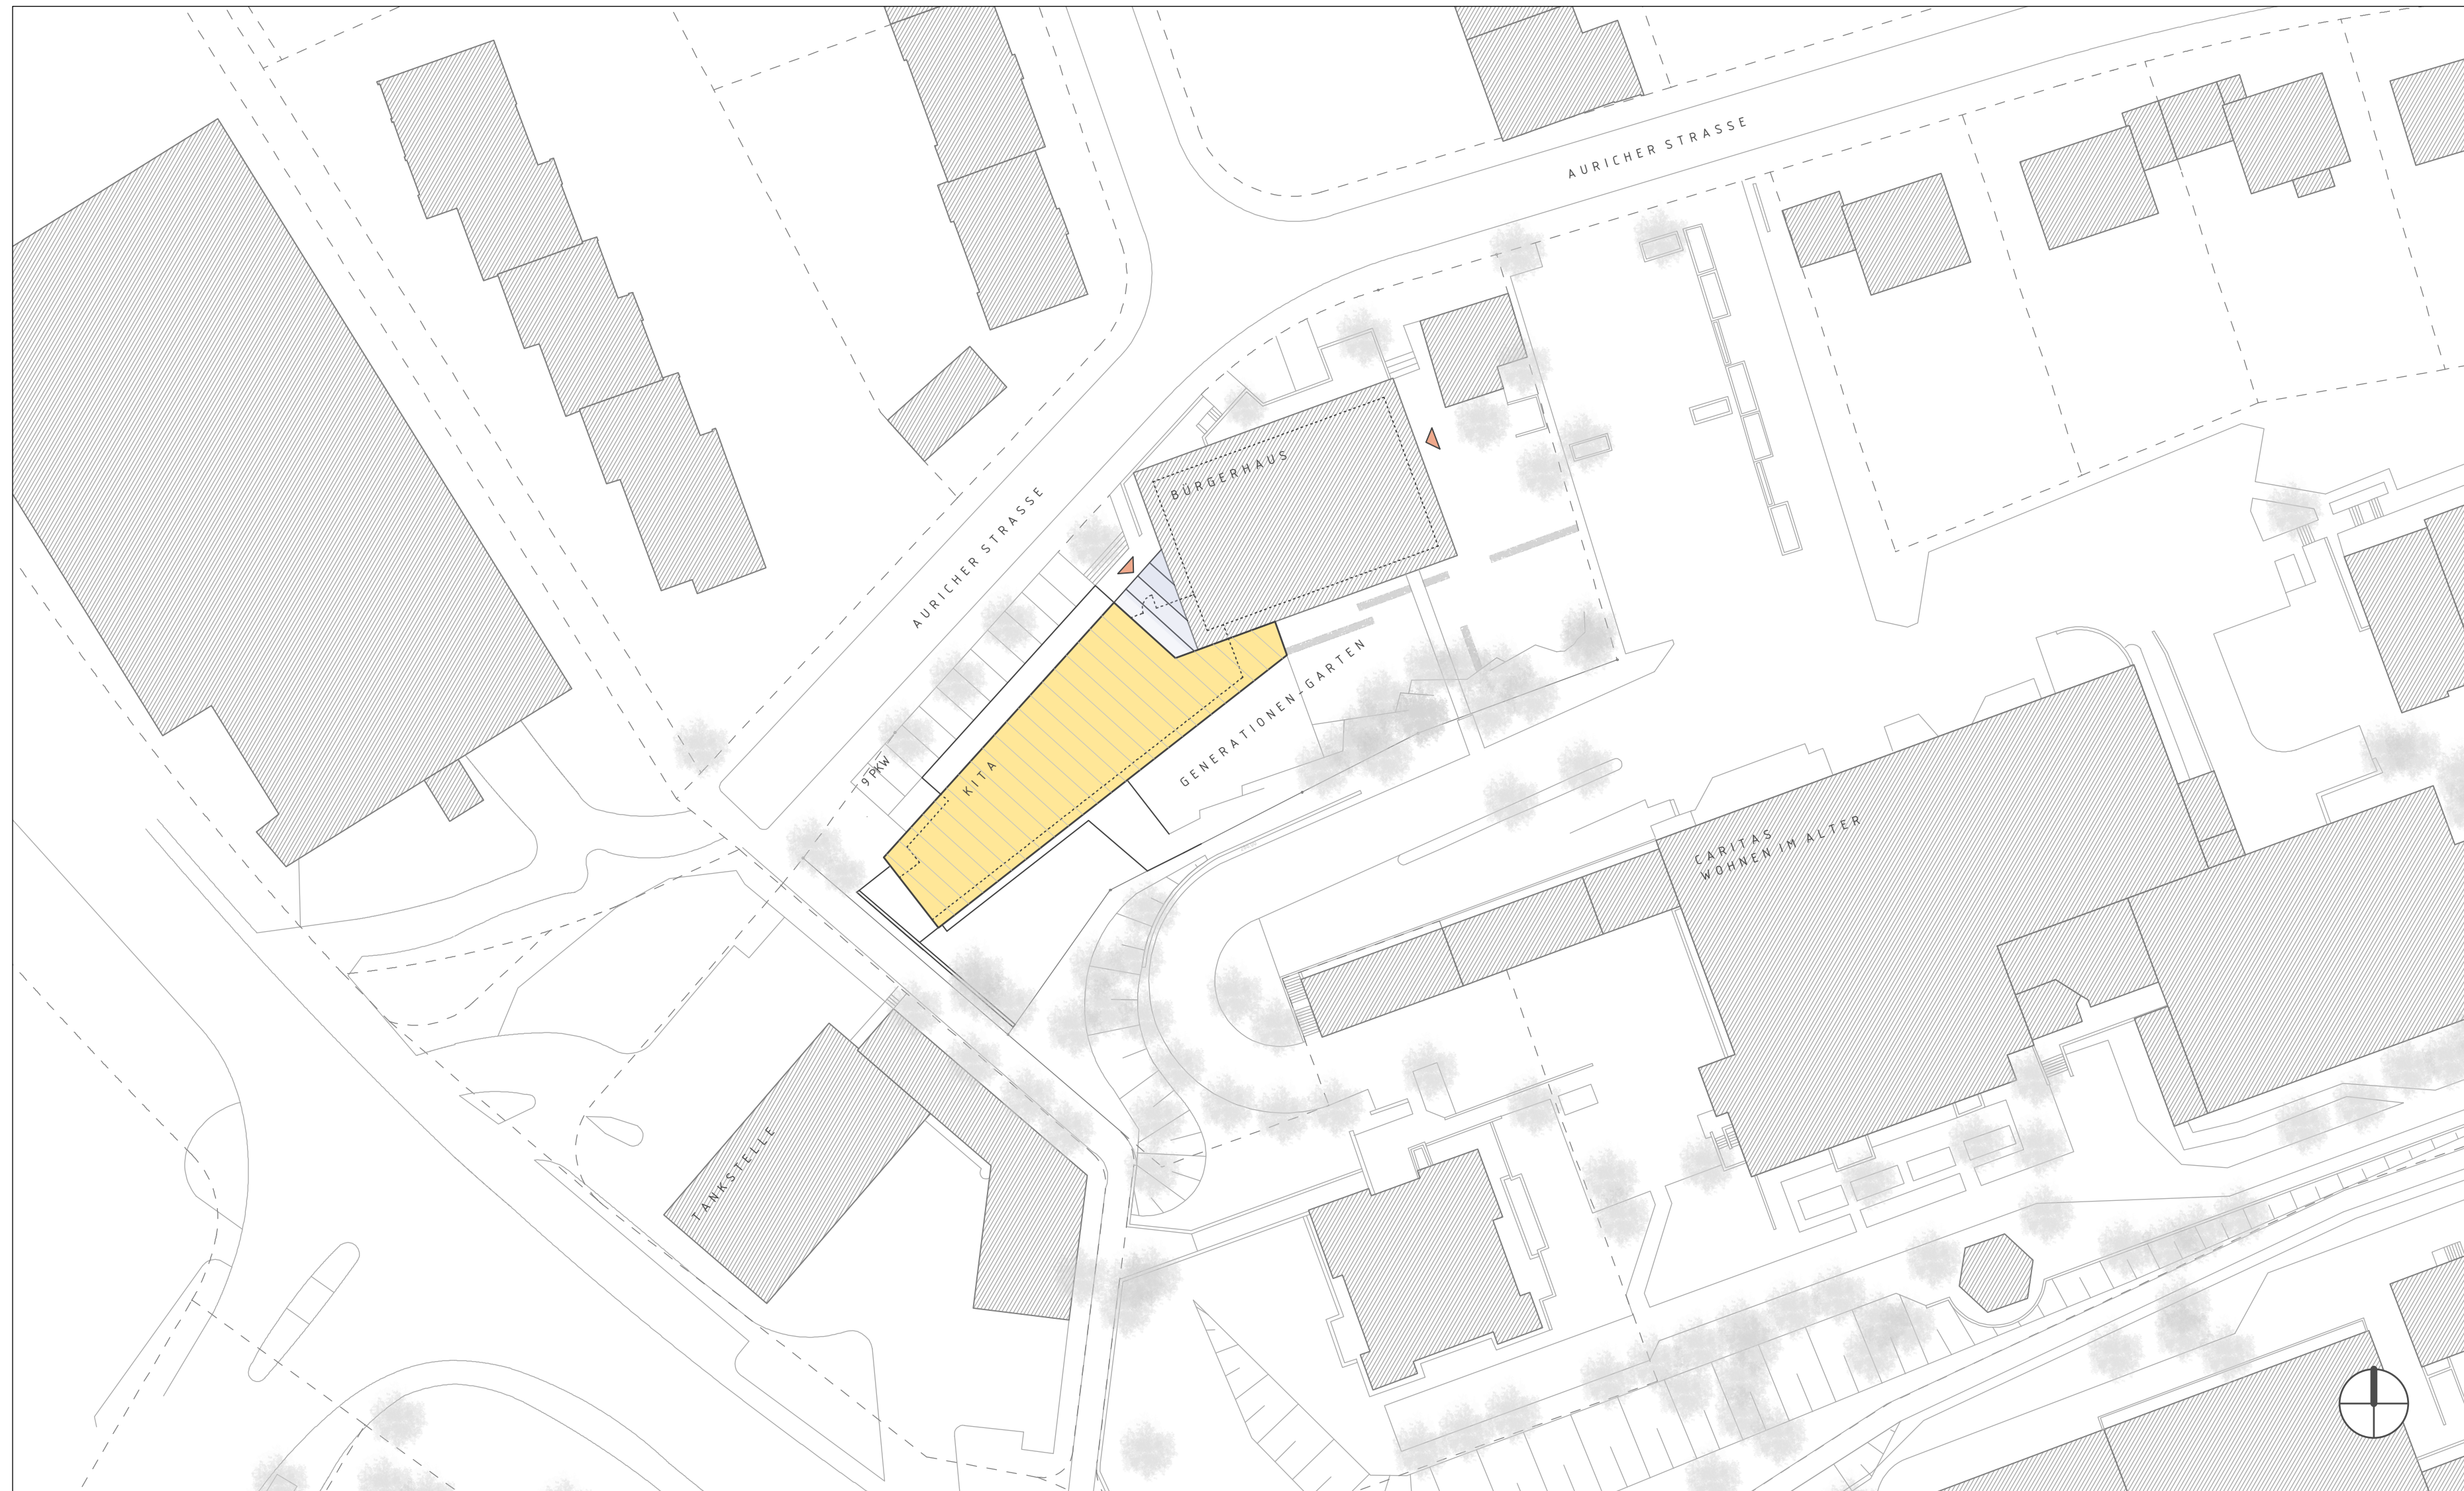 AURICHER STRASSE
BÜRGERHAUS
AURICHER STRASSE
GENERATIONEN-GARTEN
9 PKW
KITA
CARITAS
WOHNEN IM ALTER
TANKSTELLE